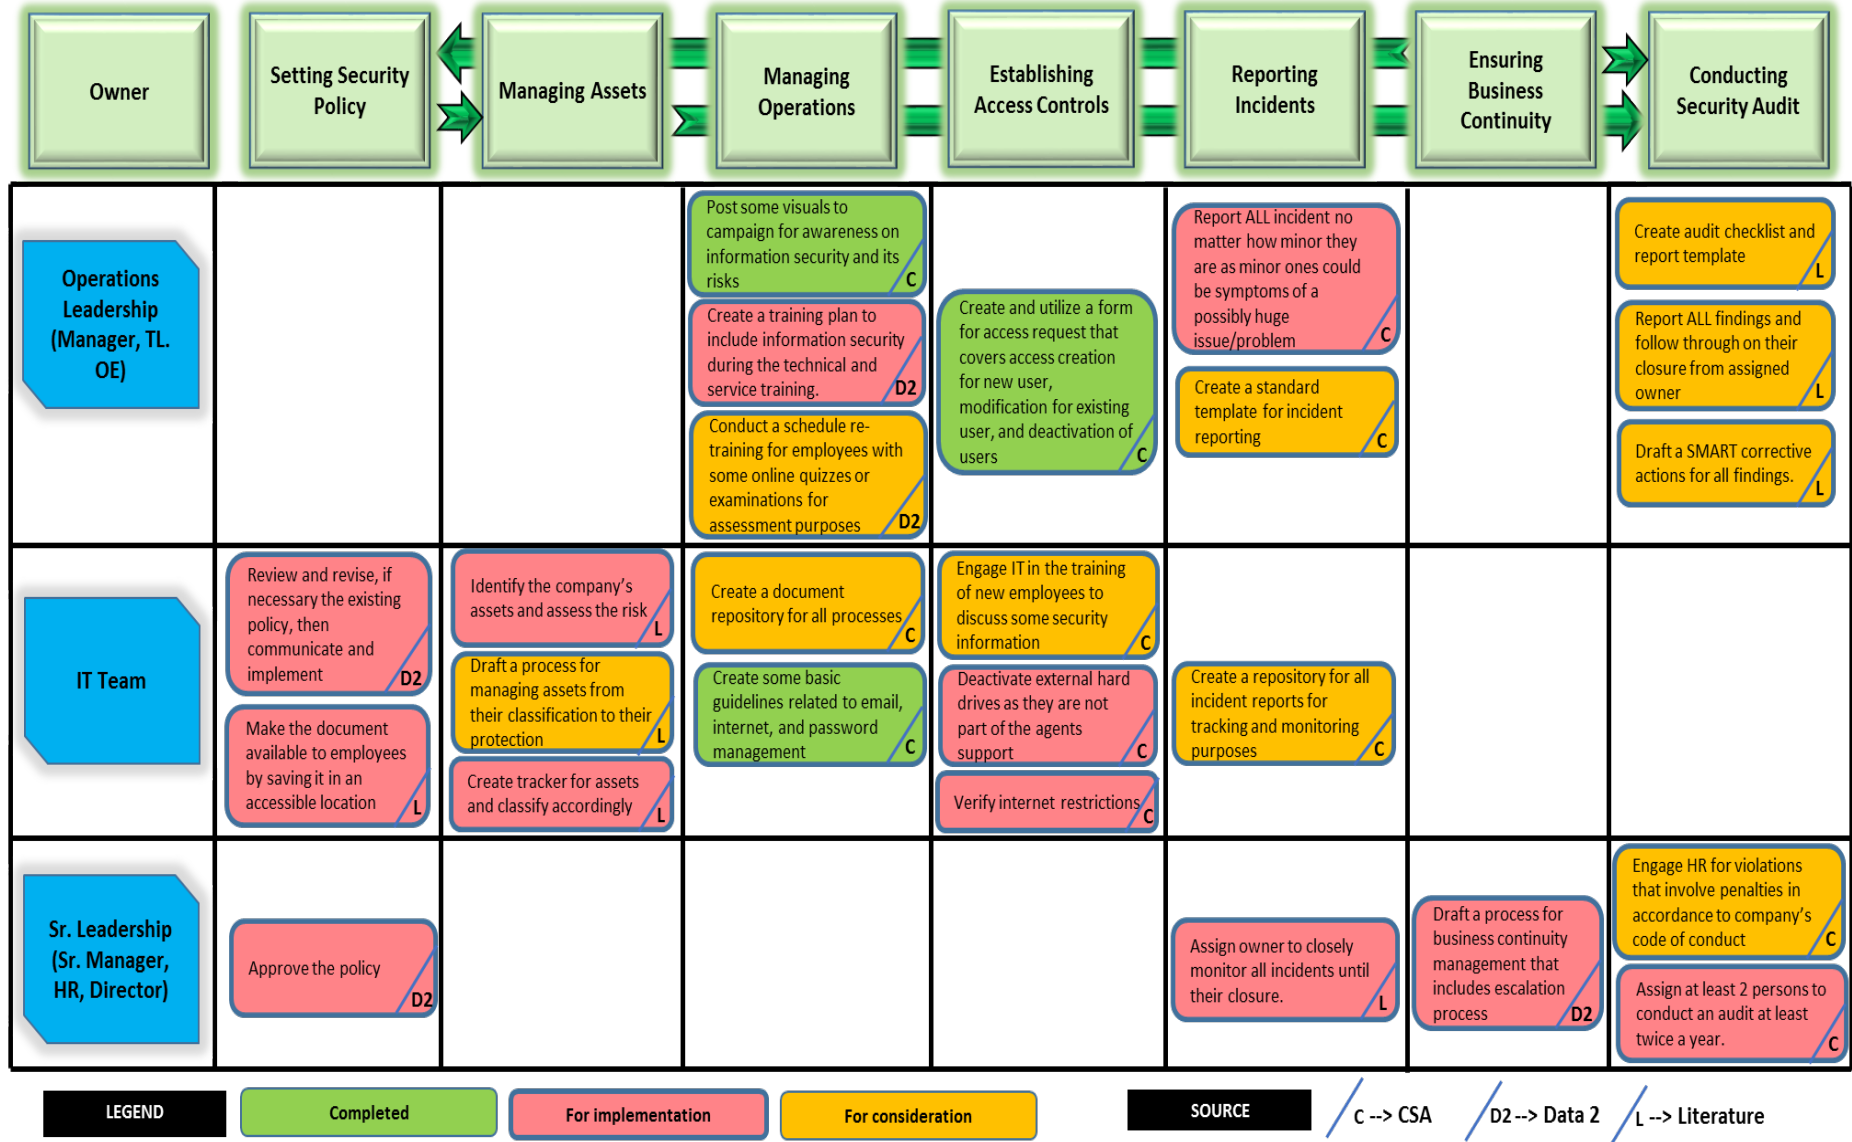 Owner
Setting Security
Policy
Managing Assets
Managing
Operations
Establishing
Access Controls
Reporting
Incidents
Ensuring
Business
Continuity
Conducting
Security Audit
Operations
Leadership
(Manager, TL.
OE)
Post some visuals to
campaign for awareness on
information security and its
risks
C
Create a training plan to
include information security
during the technical and
service training.
D2
Conduct a schedule re-
training for employees with
some online quizzes or
examinations for
assessment purposes
D2
Create and utilize a form
for access request that
covers access creation
for new user,
modification for existing
user, and deactivation of
users
C
Report ALL incident no
matter how minor they
are as minor ones could
be symptoms of a
possibly huge
issue/problem
C
Create a standard
template for incident
reporting
C
Create audit checklist and
report template
L
Report ALL findings and
follow through on their
closure from assigned
owner
L
Draft a SMART corrective
actions for all findings.
L
IT Team
Review and revise, if
necessary the existing
policy, then
communicate and
implement
D2
Make the document
available to employees
by saving it in an
accessible location
L
Identify the company's
assets and assess the risk
L
Draft a process for
managing assets from
their classification to their
protection
L
Create tracker for assets
and classify accordingly
L
Create a document
repository for all processes
C
Create some basic
guidelines related to email,
internet, and password
management
C
Engage IT in the training
of new employees to
discuss some security
information
C
Deactivate external hard
drives as they are not
part of the agents
support
C
Verify internet restrictions
C
Create a repository for all
incident reports for
tracking and monitoring
purposes
C
Sr. Leadership
(Sr. Manager,
HR, Director)
Approve the policy
D2
Assign owner to closely
monitor all incidents until
their closure.
L
Draft a process for
business continuity
management that
includes escalation
process
D2
Engage HR for violations
that involve penalties in
accordance to company's
code of conduct
C
Assign at least 2 persons to
conduct an audit at least
twice a year.
C
LEGEND
Completed
For implementation
For consideration
SOURCE
C --> CSA
D2 --> Data 2
L --> Literature